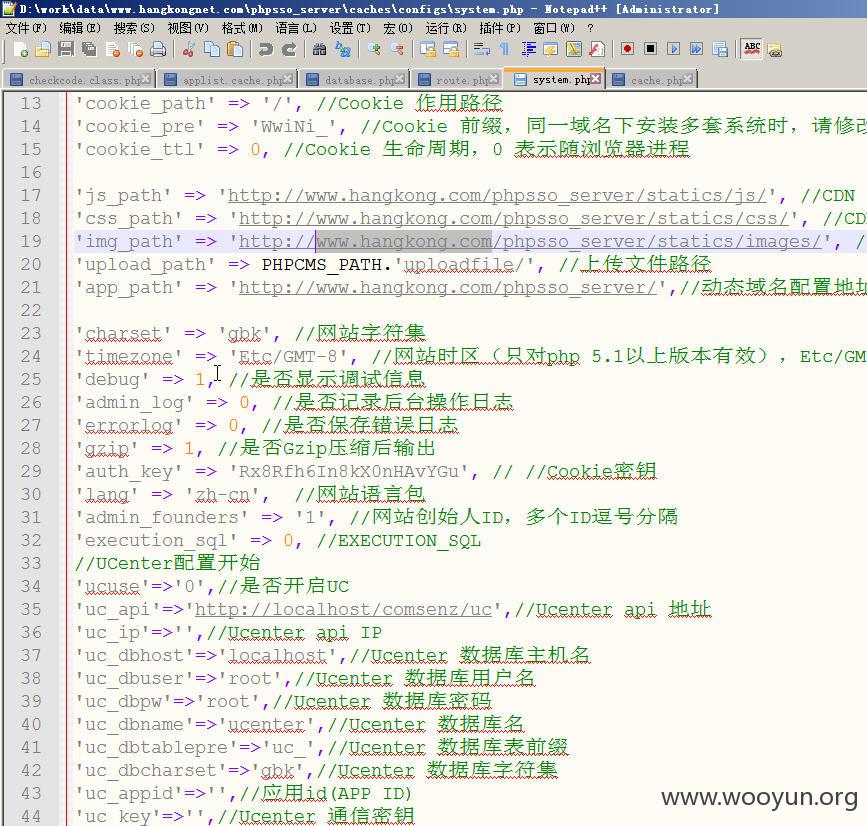 D:\work\data\www.hangkongnet.com\phpsso_server\caches\configs\system.php - Notepad++ [Administrator]
文件(F) 编辑(E) 搜索(S) 视图(V) 格式(M) 语言(L) 设置(T) 宏(O) 运行(R) 插件(P) 窗口(W) ?
checkcode.class.php applist.cache.php database.php route.php system.php cache.php
13 'cookie_path' => '/', //Cookie 作用路径
14 'cookie_pre' => 'WwiNi_', //Cookie 前缀，同一域名下安装多套系统时，请修改
15 'cookie_ttl' => 0, //Cookie 生命周期，0 表示随浏览器进程
16
17 'js_path' => 'http://www.hangkong.com/phpsso_server/statics/js/', //CDN
18 'css_path' => 'http://www.hangkong.com/phpsso_server/statics/css/', //CD
19 'img_path' => 'http://www.hangkong.com/phpsso_server/statics/images/', /
20 'upload_path' => PHPCMS_PATH.'uploadfile/', //上传文件路径
21 'app_path' => 'http://www.hangkong.com/phpsso_server/',//动态域名配置地址
22
23 'charset' => 'gbk', //网站字符集
24 'timezone' => 'Etc/GMT-8', //网站时区（只对php 5.1以上版本有效），Etc/GM
25 'debug' => 1, //是否显示调试信息
26 'admin_log' => 0, //是否记录后台操作日志
27 'errorlog' => 0, //是否保存错误日志
28 'gzip' => 1, //是否Gzip压缩后输出
29 'auth_key' => 'Rx8Rfh6In8kX0nHAvYGu', // //Cookie密钥
30 'lang' => 'zh-cn',  //网站语言包
31 'admin_founders' => '1', //网站创始人ID，多个ID逗号分隔
32 'execution_sql' => 0, //EXECUTION_SQL
33 //UCenter配置开始
34 'ucuse'=>'0',//是否开启UC
35 'uc_api'=>'http://localhost/comsenz/uc',//Ucenter api 地址
36 'uc_ip'=>'',//Ucenter api IP
37 'uc_dbhost'=>'localhost',//Ucenter 数据库主机名
38 'uc_dbuser'=>'root',//Ucenter 数据库用户名
39 'uc_dbpw'=>'root',//Ucenter 数据库密码
40 'uc_dbname'=>'ucenter',//Ucenter 数据库名
41 'uc_dbtablepre'=>'uc_',//Ucenter 数据库表前缀
42 'uc_dbcharset'=>'gbk',//Ucenter 数据库字符集
43 'uc_appid'=>'',//应用id(APP ID)
44 'uc_key'=>'',//Ucenter 通信密钥
www.wooyun.org